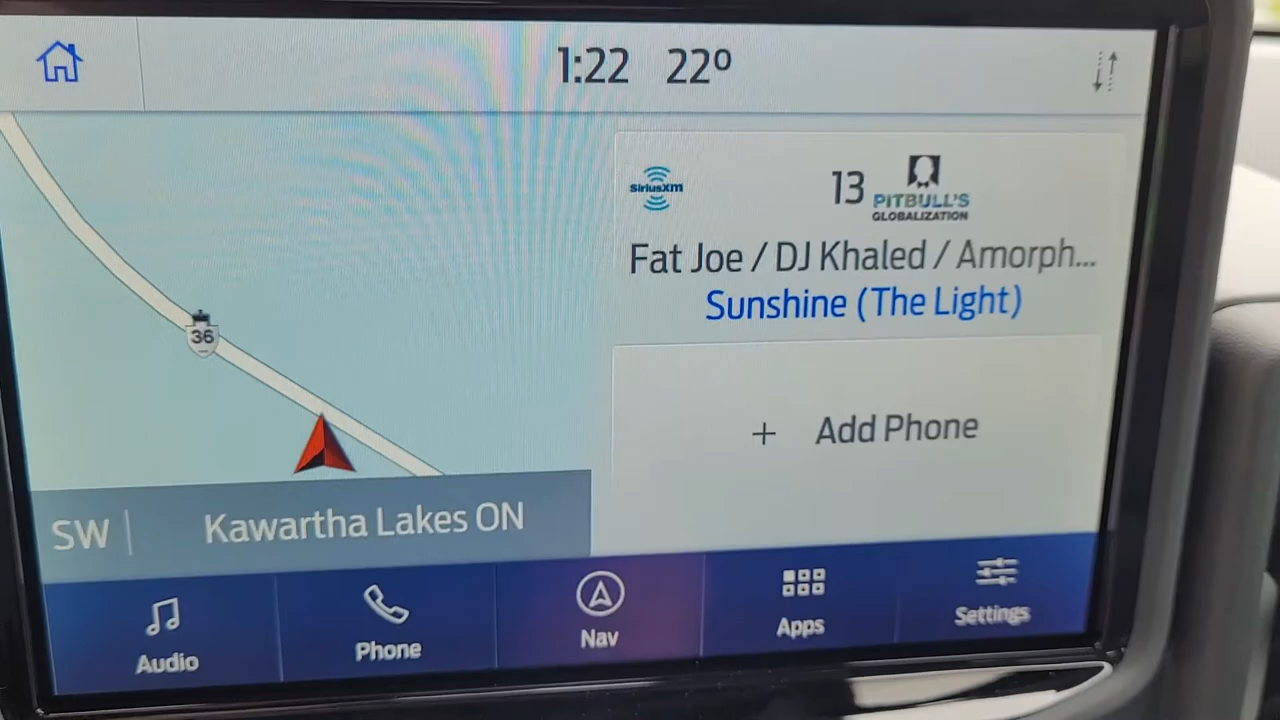 1:22 22º
SiriusXM
13 PITBULL'S
GLOBALIZATION
Fat Joe / DJ Khaled / Amorph...
Sunshine (The Light)
36
+ Add Phone
SW | Kawartha Lakes ON
Audio
Phone
Nav
Apps
Settings